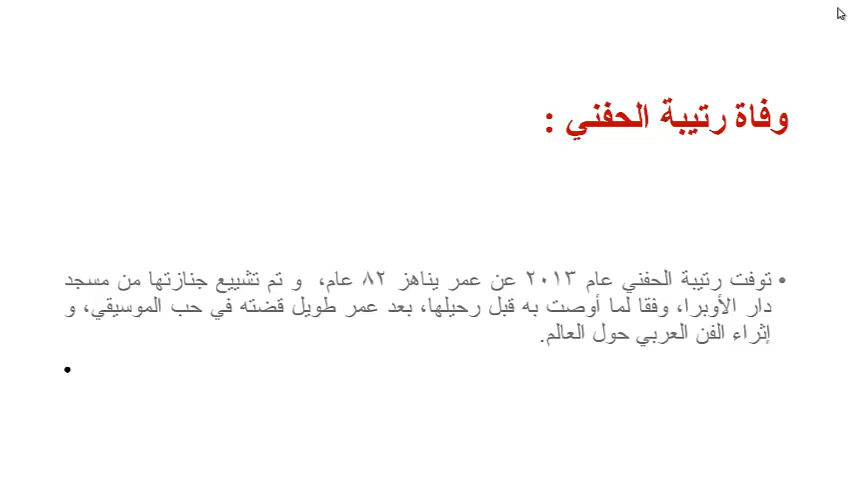 وفاة رتيبة الحفني :
• توفت رتيبة الحفني عام ٢٠١٣ عن عمر يناهز ٨٢ عام، و تم تشييع جنازتها من مسجد
دار الأوبرا، وفقا لما أوصت به قبل رحيلها، بعد عمر طويل قضته في حب الموسيقي، و
إثراء الفن العربي حول العالم.
•